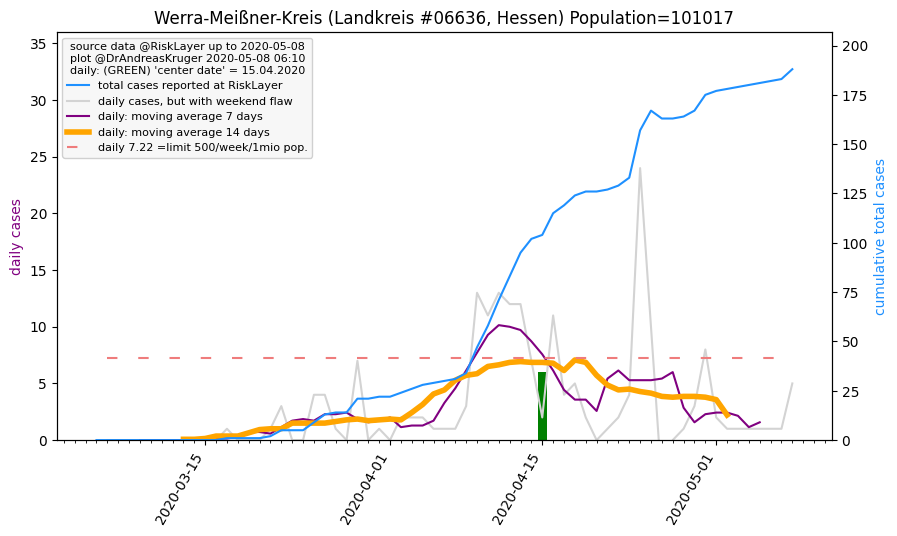 Werra-Meißner-Kreis (Landkreis #06636, Hessen) Population=101017
source data @RiskLayer up to 2020-05-08
plot @DrAndreasKruger 2020-05-08 06:10
daily: (GREEN) 'center date' = 15.04.2020
total cases reported at RiskLayer
daily cases, but with weekend flaw
daily: moving average 7 days
daily: moving average 14 days
daily 7.22 =limit 500/week/1mio pop.
daily cases
35
30
25
20
15
10
5
0
200
175
150
125
100
75
50
25
0
cumulative total cases
2020-03-15
2020-04-01
2020-04-15
2020-05-01